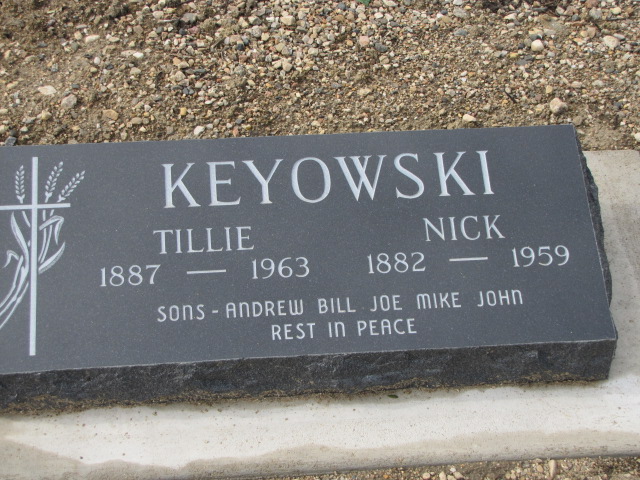 KEYOWSKI
TILLIE NICK
1887 — 1963 1882 — 1959
SONS - ANDREW BILL JOE MIKE JOHN
REST IN PEACE